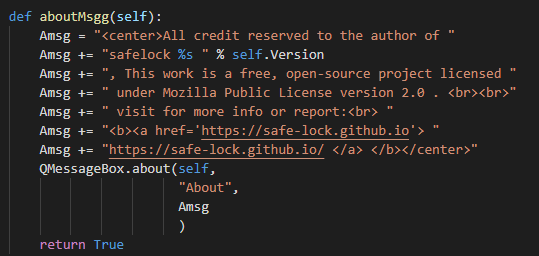 def aboutMsgg(self):
    Amsg = "<center>All credit reserved to the author of "
    Amsg += "safelock %s " % self.Version
    Amsg += ", This work is a free, open-source project licensed "
    Amsg += " under Mozilla Public License version 2.0 . <br><br>"
    Amsg += " visit for more info or report:<br> "
    Amsg += "<b><a href='https://safe-lock.github.io'> "
    Amsg += "https://safe-lock.github.io/ </a> </b></center>"
    QMessageBox.about(self,
                      "About",
                      Amsg
                      )
    return True